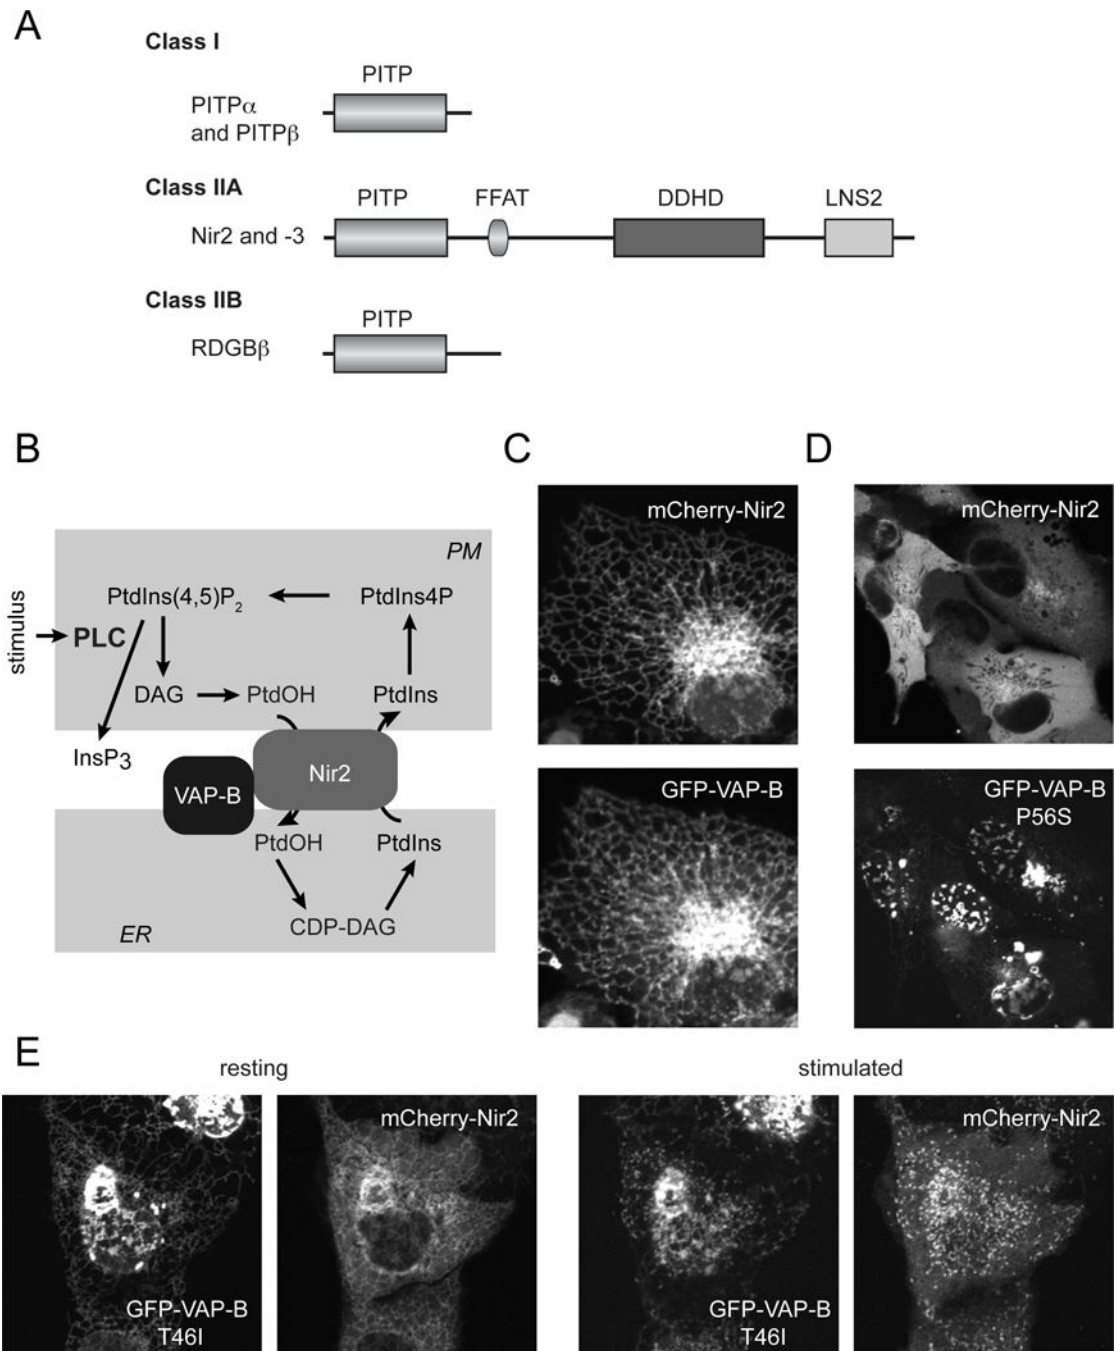 A
Class I
PITP
PITPα
and PITPβ
Class IIA
PITP
FFAT
DDHD
LNS2
Nir2 and -3
Class IIB
PITP
RDGBβ
B
PM
PtdIns(4,5)P₂
PtdIns4P
stimulus
PLC
DAG
PtdOH
PtdIns
InsP3
Nir2
VAP-B
PtdOH
PtdIns
CDP-DAG
ER
C
mCherry-Nir2
GFP-VAP-B
D
mCherry-Nir2
GFP-VAP-B
P56S
E
resting
stimulated
GFP-VAP-B
T46I
mCherry-Nir2
GFP-VAP-B
T46I
mCherry-Nir2